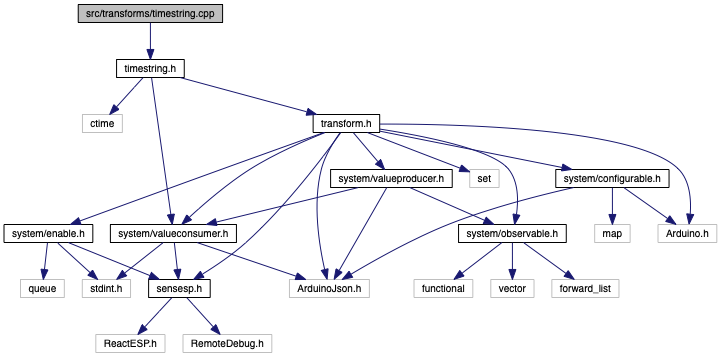 src/transforms/timestring.cpp
timestring.h
ctime
transform.h
system/valueproducer.h
set
system/configurable.h
system/enable.h
system/valueconsumer.h
system/observable.h
map
Arduino.h
queue
stdint.h
sensesp.h
ArduinoJson.h
functional
vector
forward_list
ReactESP.h
RemoteDebug.h